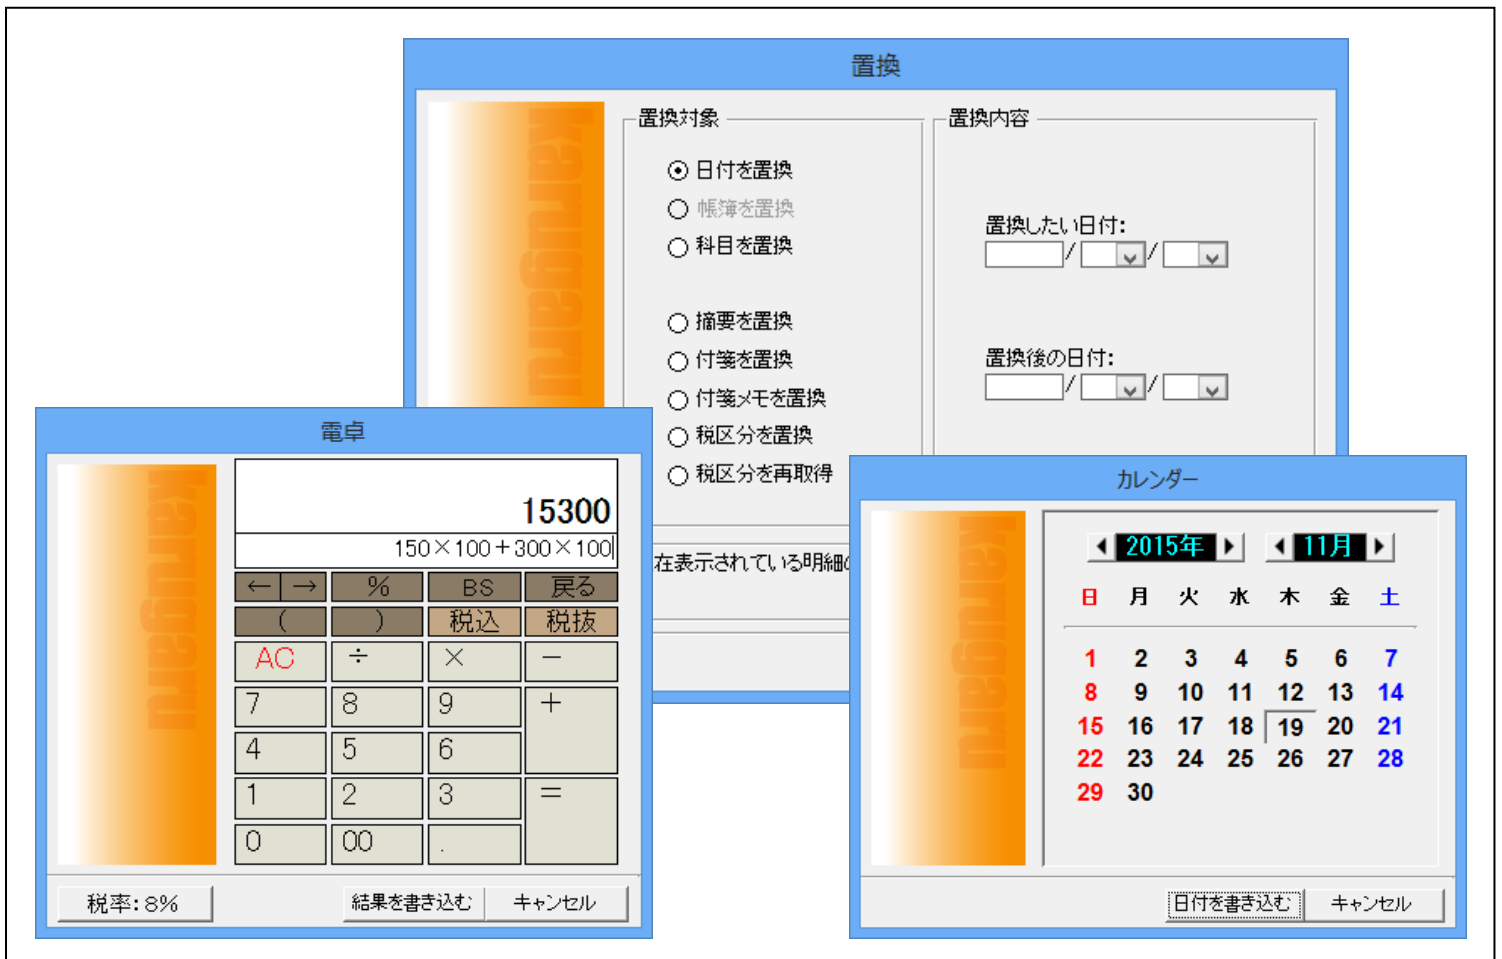 置換
karugaru
置換対象
日付を置換
帳簿を置換
科目を置換
摘要を置換
付箋を置換
付箋メモを置換
税区分を置換
税区分を再取得
置換内容
置換したい日付:
/ /
置換後の日付:
/ /
在表示されている明細の
電卓
karugaru
15300
150×100+300×100
← → % BS 戻る
( ) 税込 税抜
AC ÷ × −
7 8 9 +
4 5 6
1 2 3 =
0 00 .
税率:8% 結果を書き込む キャンセル
カレンダー
karugaru
2015年 11月
日 月 火 水 木 金 土
1 2 3 4 5 6 7
8 9 10 11 12 13 14
15 16 17 18 19 20 21
22 23 24 25 26 27 28
29 30
日付を書き込む キャンセル